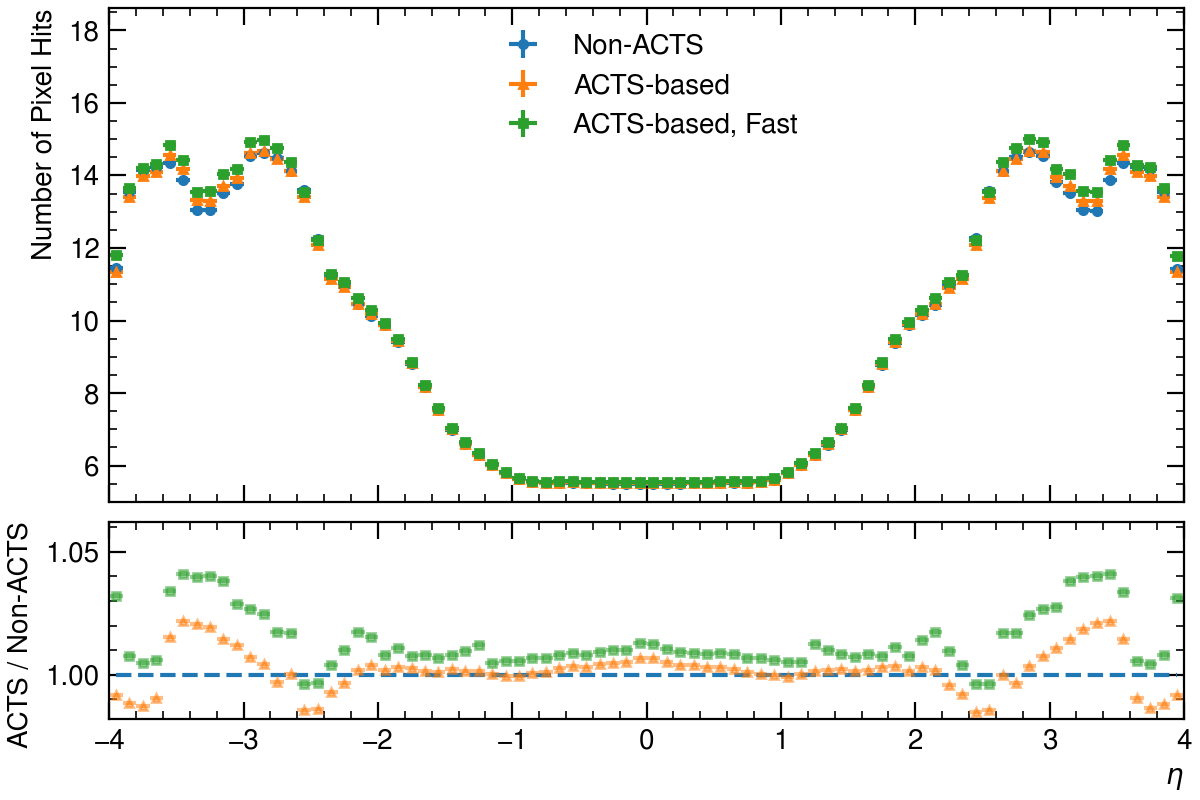 Number of Pixel Hits
18
16
14
12
10
8
6
Non-ACTS
ACTS-based
ACTS-based, Fast
ACTS / Non-ACTS
1.05
1.00
−4 −3 −2 −1 0 1 2 3 4
η